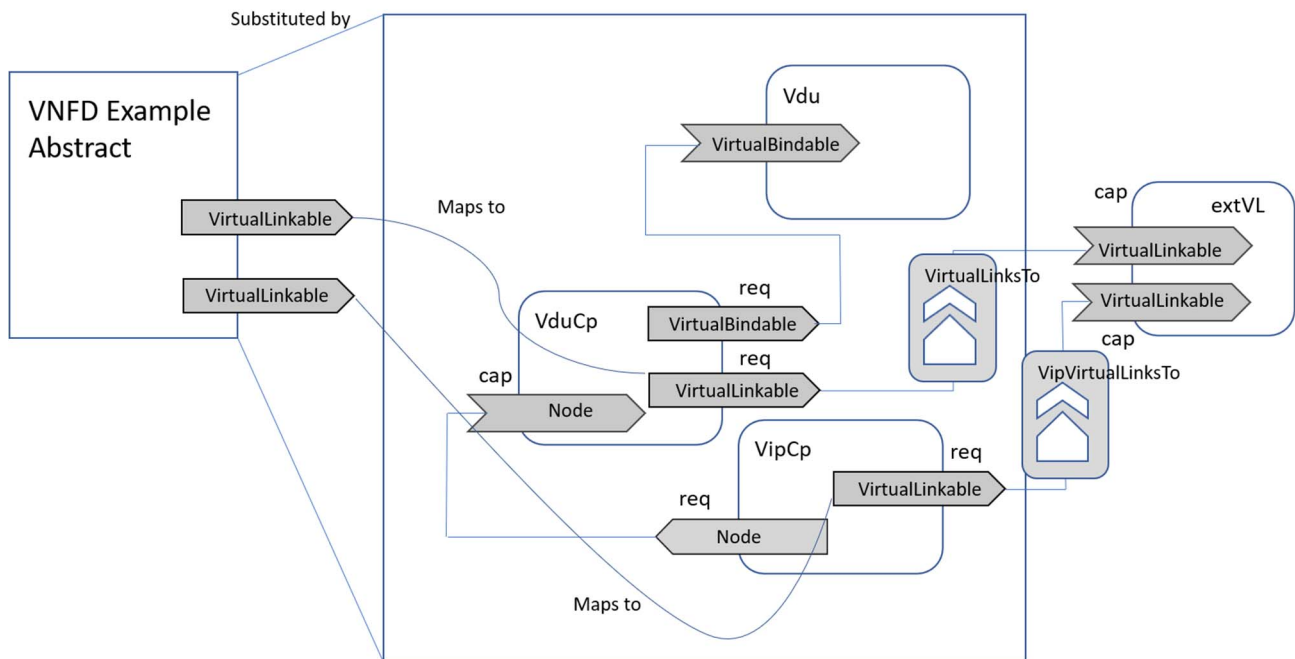 Substituted by
VNFD Example
Abstract
Vdu
VirtualBindable
cap
extVL
VirtualLinkable
Maps to
VirtualLinkable
VirtualLinksTo
VirtualLinkable
req
VirtualLinkable
VduCp
VirtualBindable
cap
req
VipVirtualLinksTo
cap
VirtualLinkable
Node
VipCp
req
VirtualLinkable
req
Node
Maps to